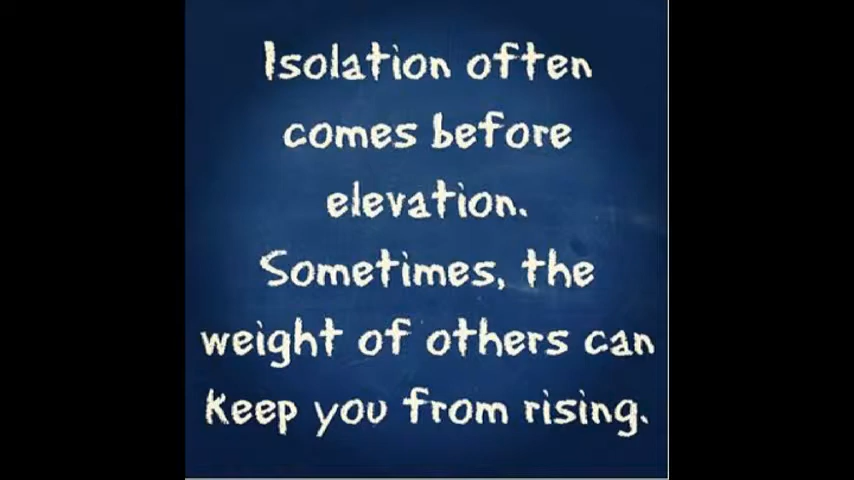 Isolation often
comes before
elevation.
Sometimes, the
weight of others can
keep you from rising.